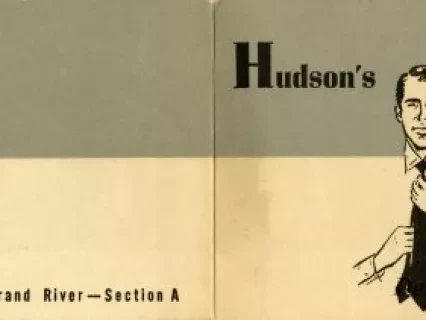 Hudson's
rand River—Section A